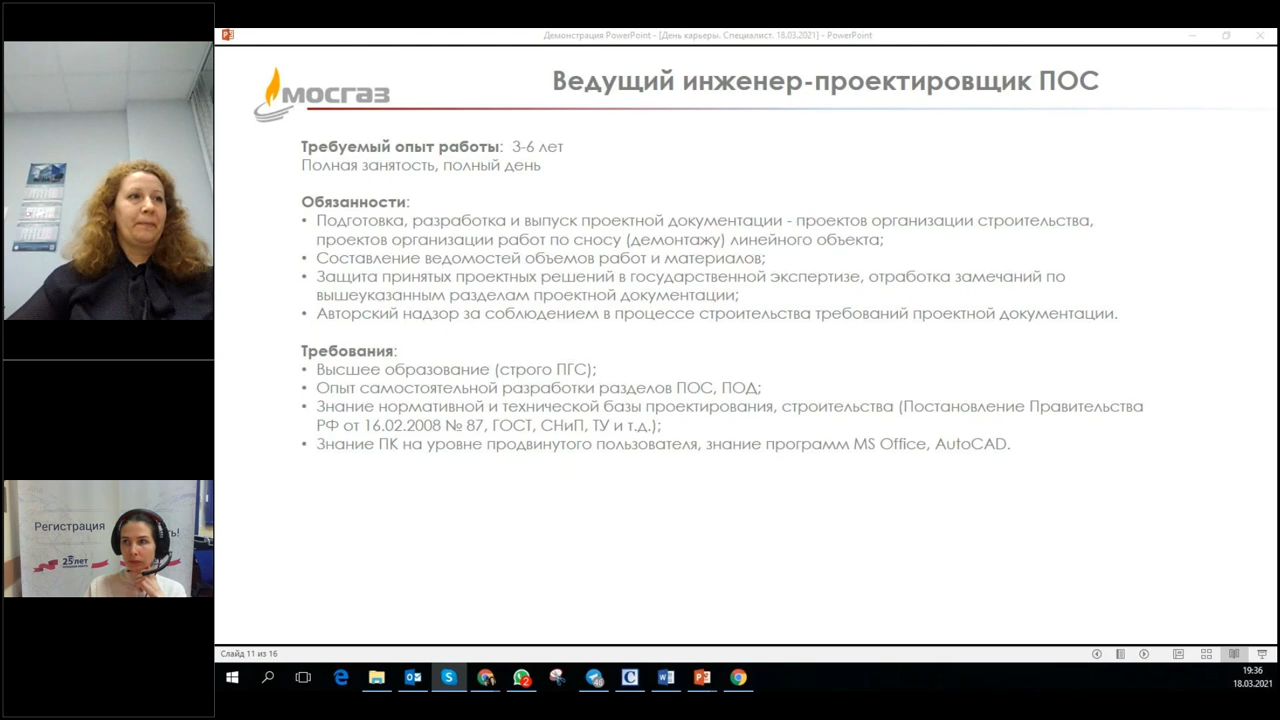 Демонстрация PowerPoint - [День карьеры. Специалист. 18.03.2021] - PowerPoint
МОСГАЗ
Ведущий инженер-проектировщик ПОС
Требуемый опыт работы: 3-6 лет
Полная занятость, полный день
Обязанности:
• Подготовка, разработка и выпуск проектной документации - проектов организации строительства,
проектов организации работ по сносу (демонтажу) линейного объекта;
• Составление ведомостей объемов работ и материалов;
• Защита принятых проектных решений в государственной экспертизе, отработка замечаний по
вышеуказанным разделам проектной документации;
• Авторский надзор за соблюдением в процессе строительства требований проектной документации.
Требования:
• Высшее образование (строго ПГС);
• Опыт самостоятельной разработки разделов ПОС, ПОД;
• Знание нормативной и технической базы проектирования, строительства (Постановление Правительства
РФ от 16.02.2008 № 87, ГОСТ, СНиП, ТУ и т.д.);
• Знание ПК на уровне продвинутого пользователя, знание программ MS Office, AutoCAD.
Регистрация
25 лет
Слайд 11 из 16
19:36
18.03.2021